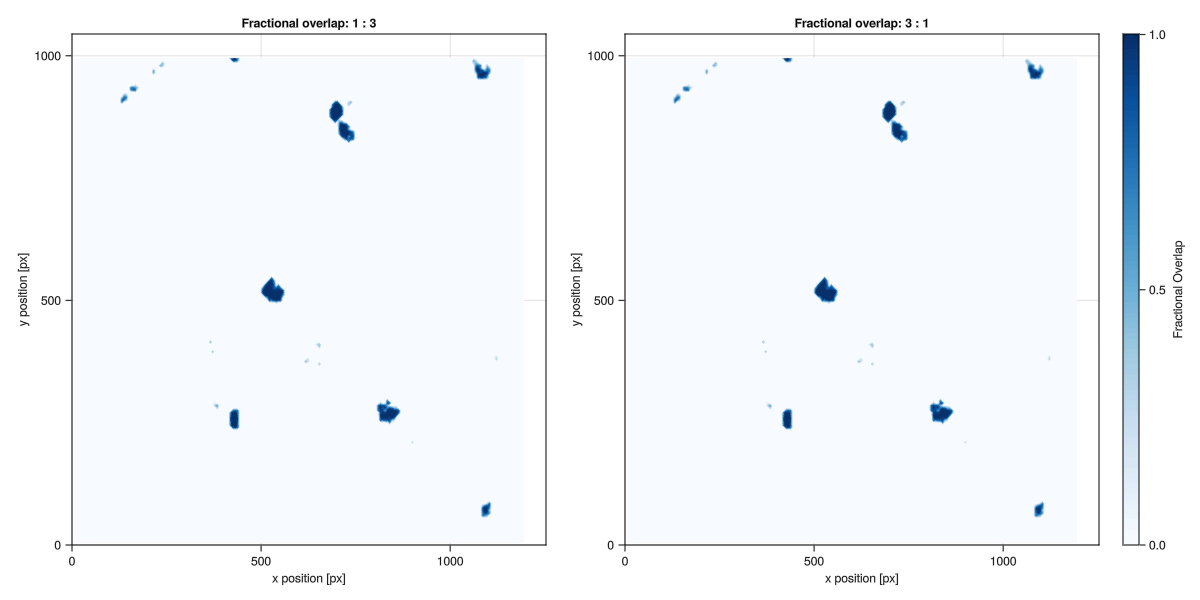 Fractional overlap: 1 : 3
1000
500
0
0
500
1000
x position [px]
y position [px]
Fractional overlap: 3 : 1
1000
500
0
0
500
1000
x position [px]
y position [px]
1.0
0.5
0.0
Fractional Overlap